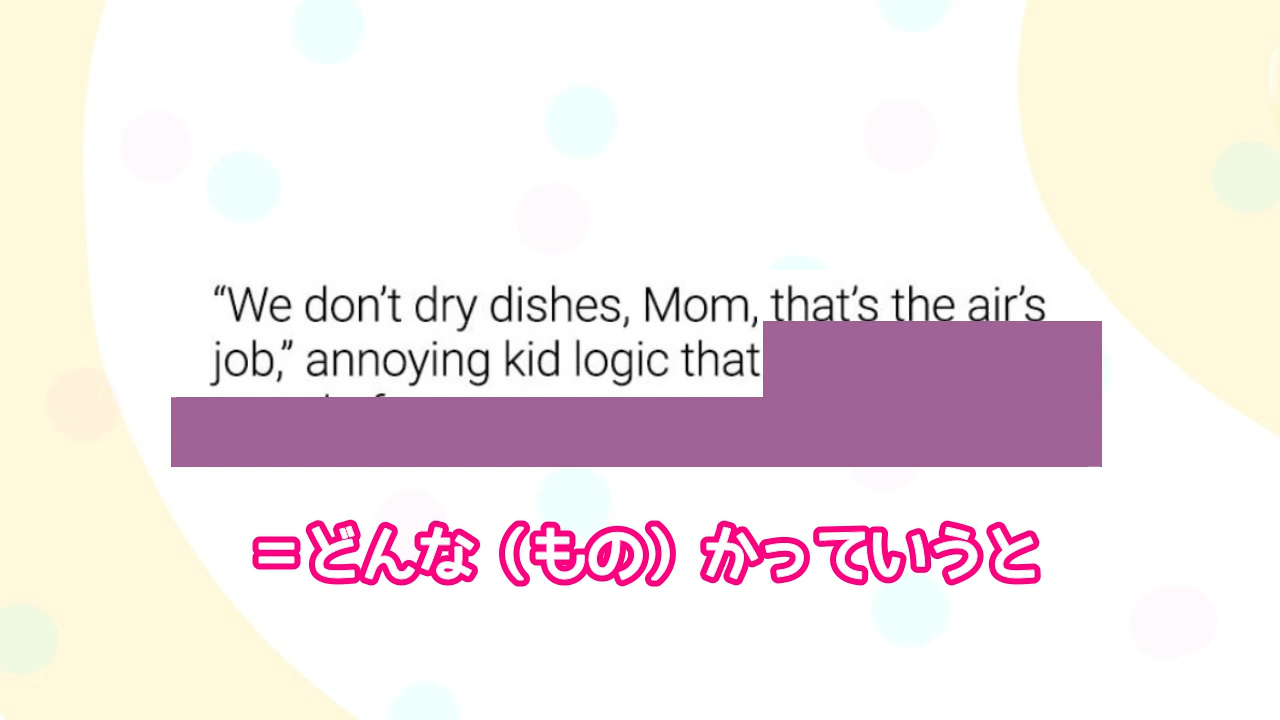 “We don’t dry dishes, Mom, that’s the air’s
job,” annoying kid logic that
=どんな（もの）かっていうと